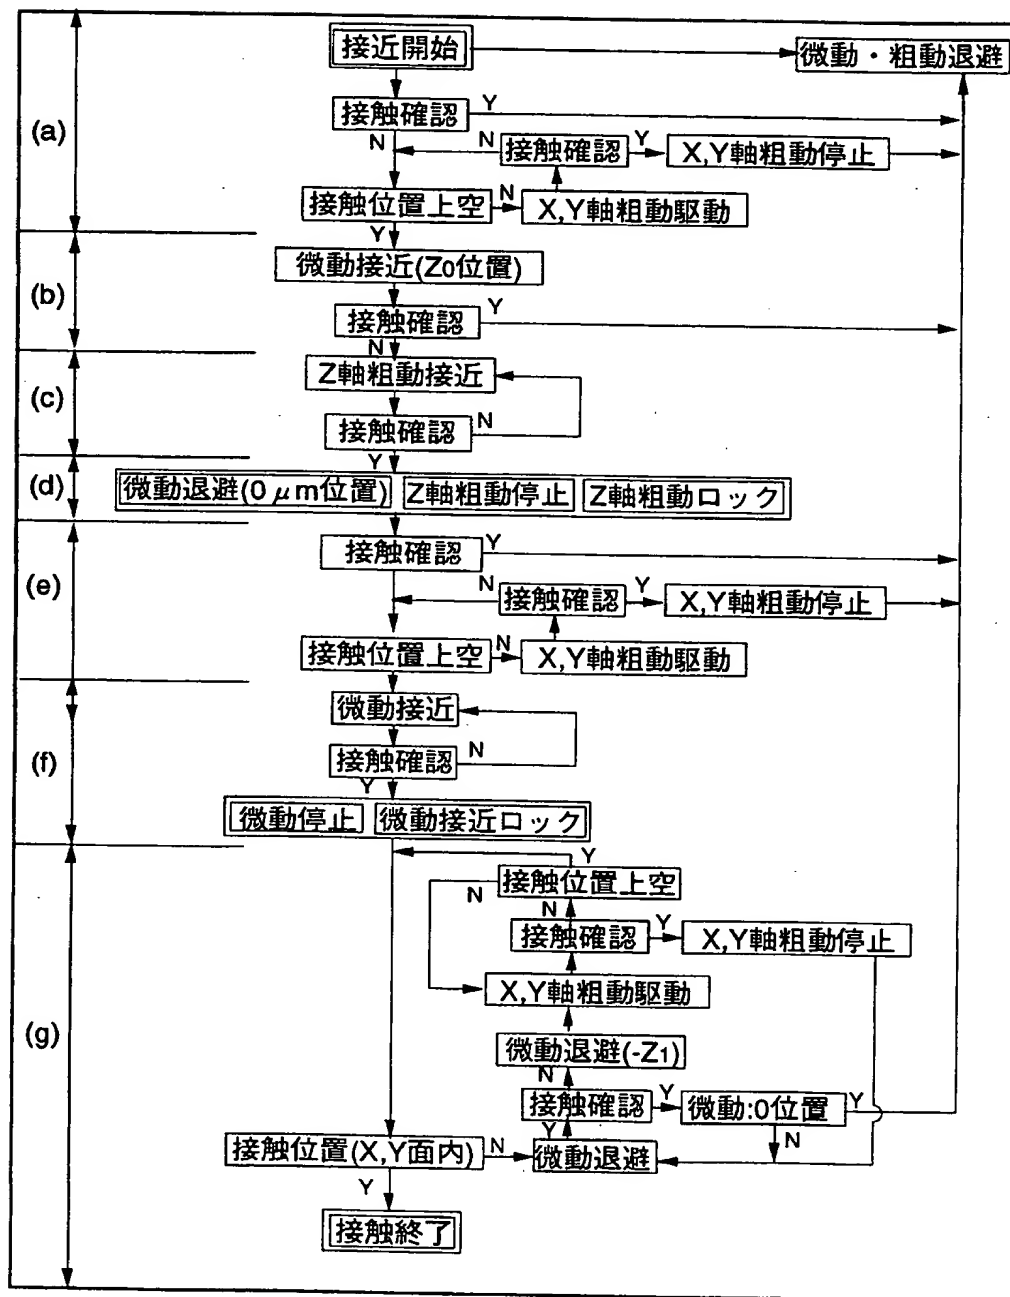 接近開始
微動・粗動退避
接触確認
Y
(a)
N
N
接触確認
Y
X,Y軸粗動停止
接触位置上空
N
X,Y軸粗動駆動
Y
微動接近(Z0位置)
(b)
接触確認
Y
N
Z軸粗動接近
(c)
接触確認
N
Y
(d)
微動退避(0μm位置)
Z軸粗動停止
Z軸粗動ロック
接触確認
Y
(e)
N
接触確認
Y
X,Y軸粗動停止
接触位置上空
N
X,Y軸粗動駆動
微動接近
(f)
接触確認
N
Y
微動停止
微動接近ロック
Y
接触位置上空
N
N
接触確認
Y
X,Y軸粗動停止
X,Y軸粗動駆動
(g)
微動退避(-Z1)
N
接触確認
Y
微動:0位置
Y
Y
N
接触位置(X,Y面内)
N
微動退避
Y
接触終了